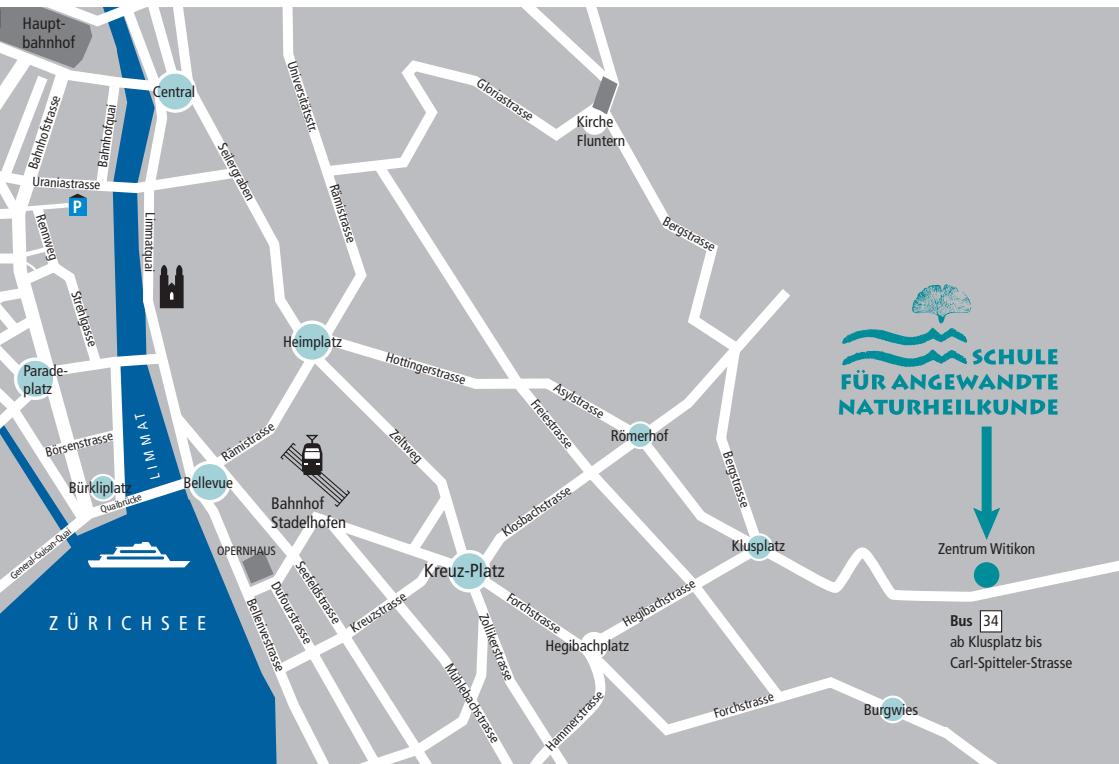 Haupt-
bahnhof
Central
Bahnhofstrasse
Bahnhofquai
Universitätsstr.
Gloriastrasse
Kirche
Fluntern
Seilergraben
Uraniastrasse
P
Rennweg
Limmatquai
Rämistrasse
Bergstrasse
Strehlgasse
Heimplatz
Hottingerstrasse
Parade-
platz
Asylstrasse
Freiestrasse
SCHULE
FÜR ANGEWANDTE
NATURHEILKUNDE
Börsenstrasse
LIMMAT
Rämistrasse
Zeltweg
Römerhof
Bergstrasse
Bürkliplatz
Quaibrücke
Bellevue
Bahnhof
Stadelhofen
Klosbachstrasse
General-Guisan-Quai
OPERNHAUS
Kreuz-Platz
Klusplatz
Zentrum Witikon
ZÜRICHSEE
Bellerivestrasse
Dufourstrasse
Seefeldstrasse
Kreuzstrasse
Forchstrasse
Hegibachstrasse
Zollikerstrasse
Hegibachplatz
Bus 34
ab Klusplatz bis
Carl-Spitteler-Strasse
Mühlebachstrasse
Hammerstrasse
Forchstrasse
Burgwies